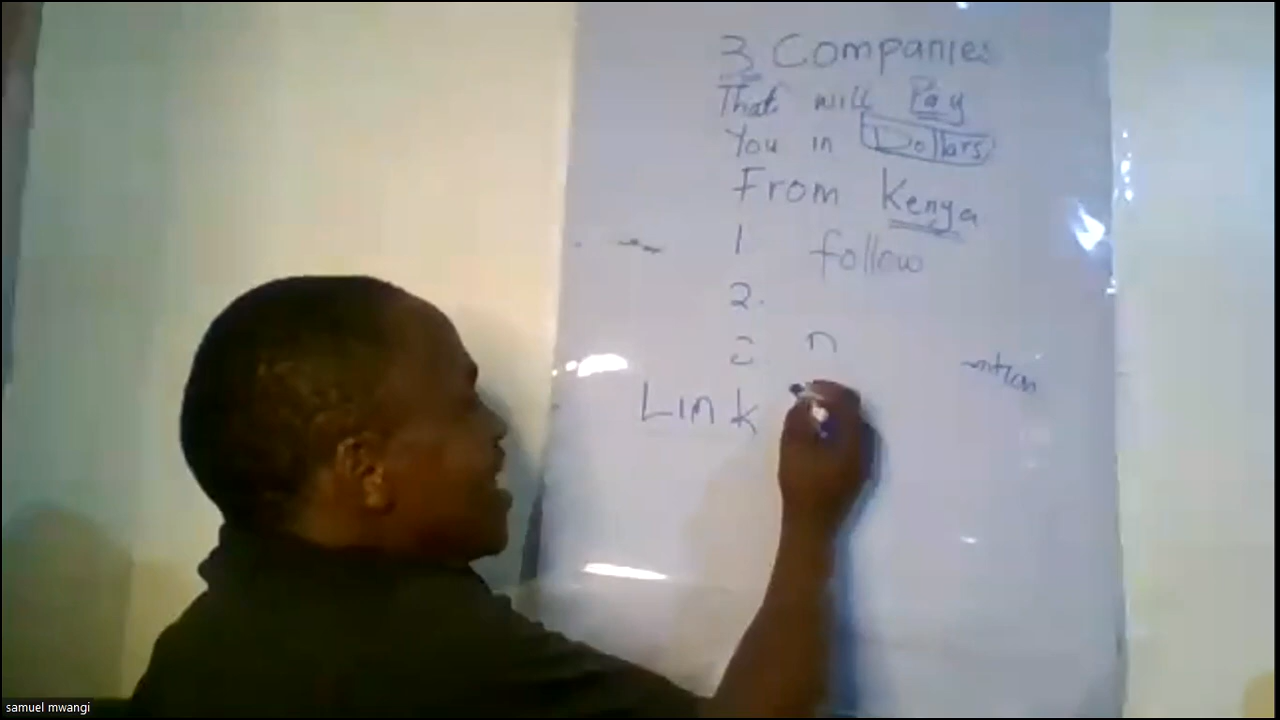 3 Companies
That will Pay
You in Dollars
From Kenya
1 follow
2.
n
Link
samuel mwangi